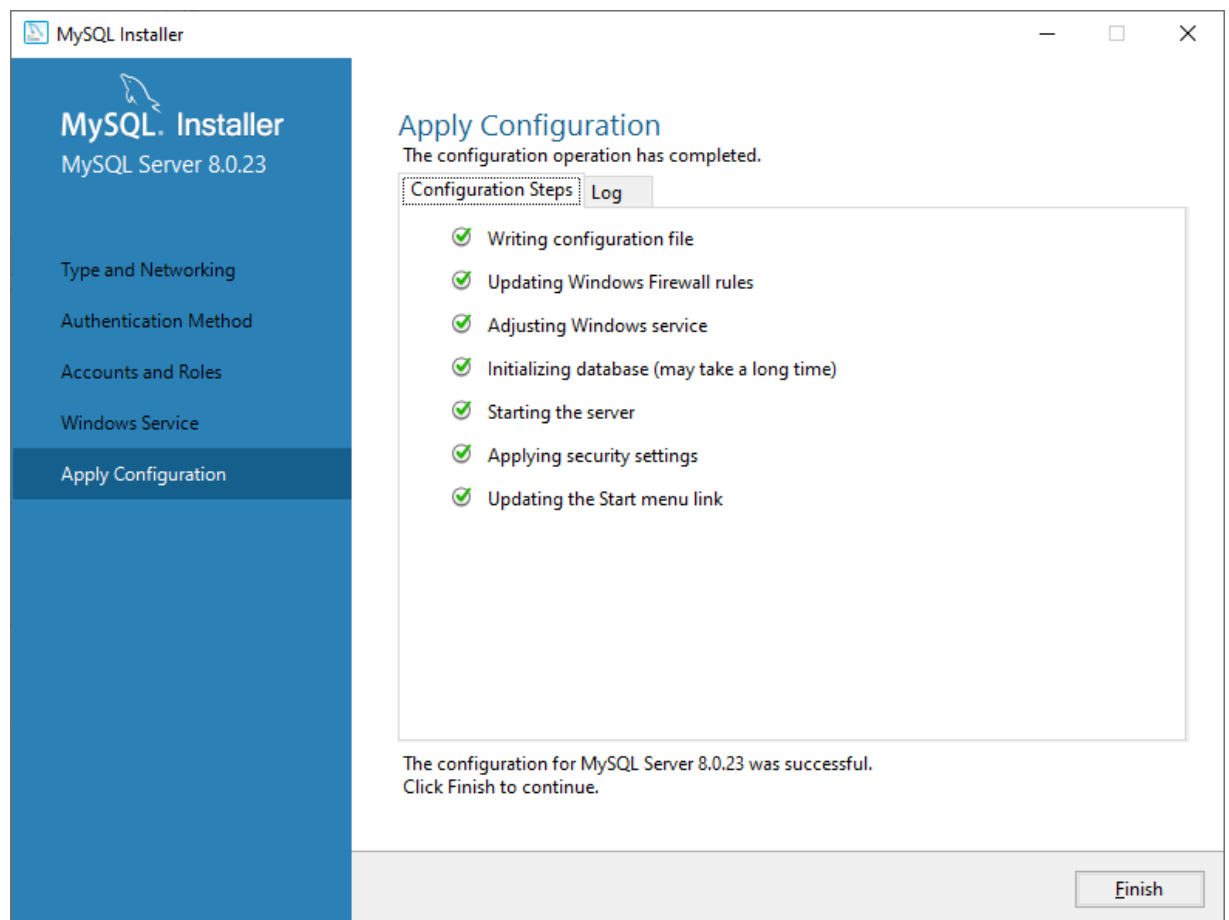 MySQL Installer
MySQL. Installer
MySQL Server 8.0.23
Type and Networking
Authentication Method
Accounts and Roles
Windows Service
Apply Configuration
Apply Configuration
The configuration operation has completed.
Configuration Steps Log
Writing configuration file
Updating Windows Firewall rules
Adjusting Windows service
Initializing database (may take a long time)
Starting the server
Applying security settings
Updating the Start menu link
The configuration for MySQL Server 8.0.23 was successful.
Click Finish to continue.
Finish